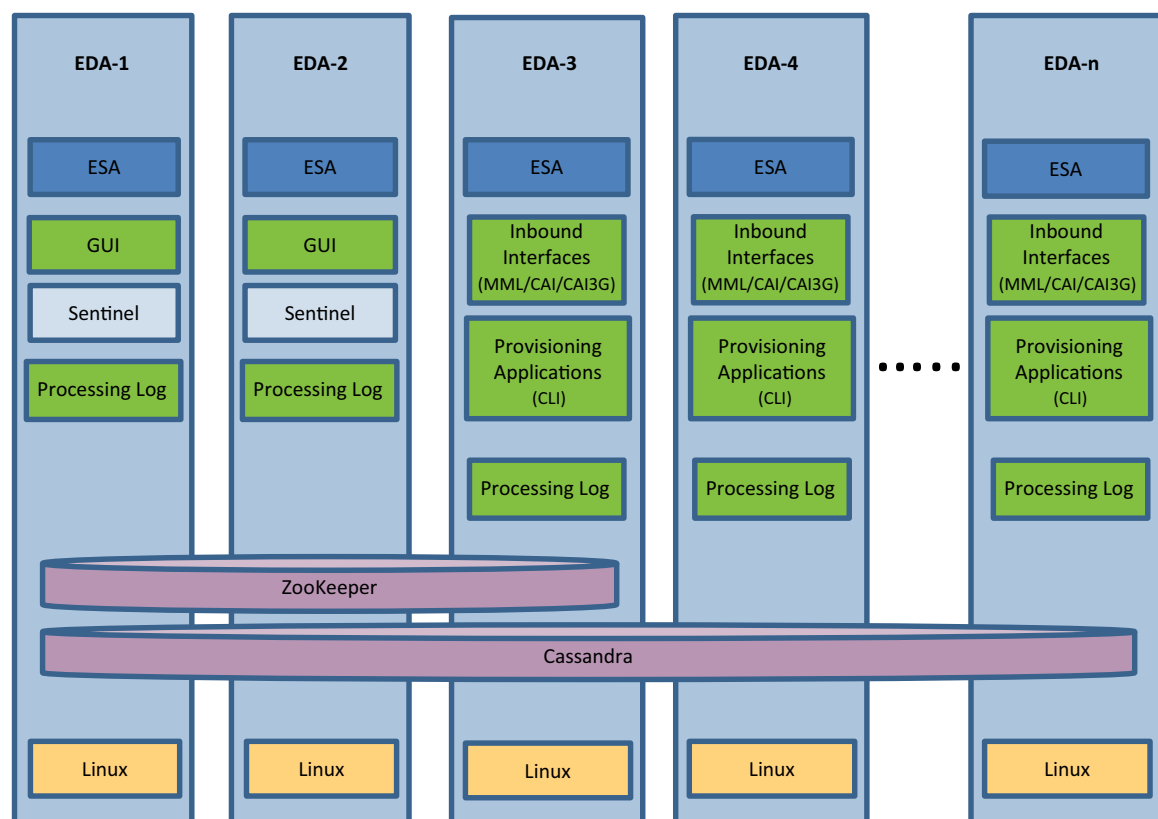 EDA-1
EDA-2
EDA-3
EDA-4
EDA-n
ESA
ESA
ESA
ESA
ESA
GUI
GUI
Inbound
Interfaces
(MML/CAI/CAI3G)
Inbound
Interfaces
(MML/CAI/CAI3G)
Inbound
Interfaces
(MML/CAI/CAI3G)
Sentinel
Sentinel
Processing Log
Processing Log
Provisioning
Applications
(CLI)
Provisioning
Applications
(CLI)
Provisioning
Applications
(CLI)
Processing Log
Processing Log
Processing Log
ZooKeeper
Cassandra
Linux
Linux
Linux
Linux
Linux